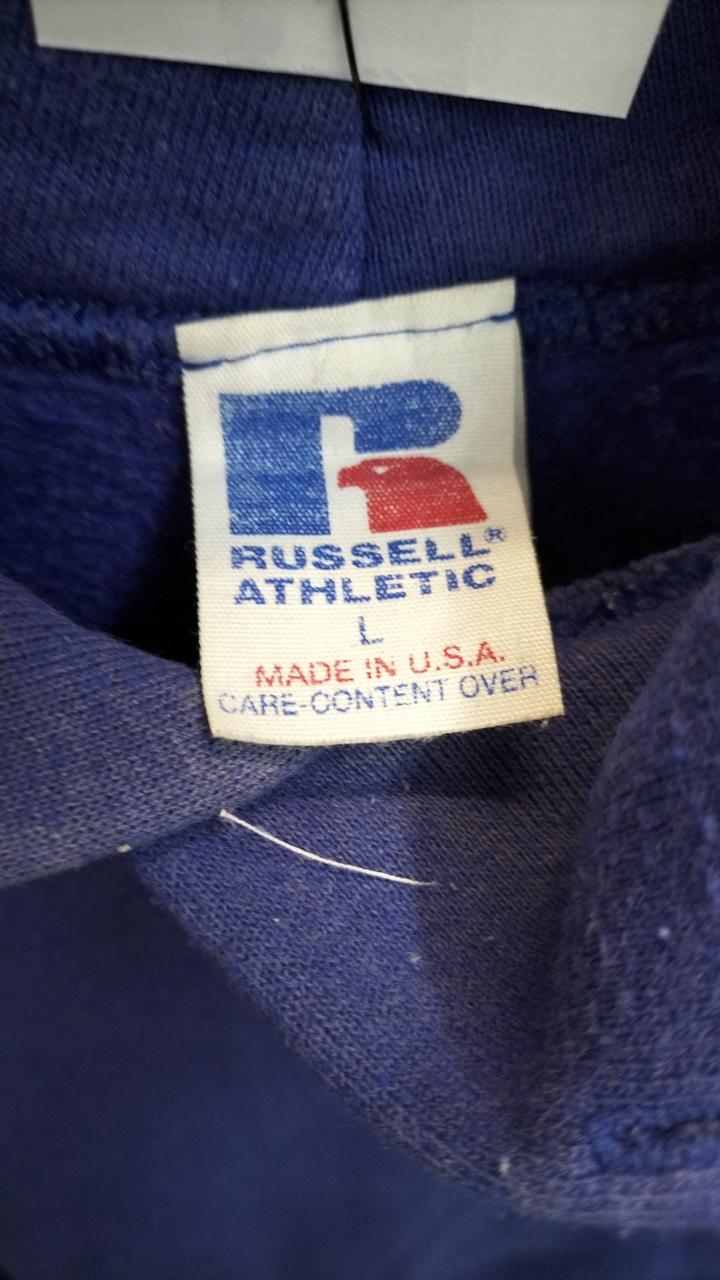 RUSSELL®
ATHLETIC
L
MADE IN U.S.A.
CARE-CONTENT OVER